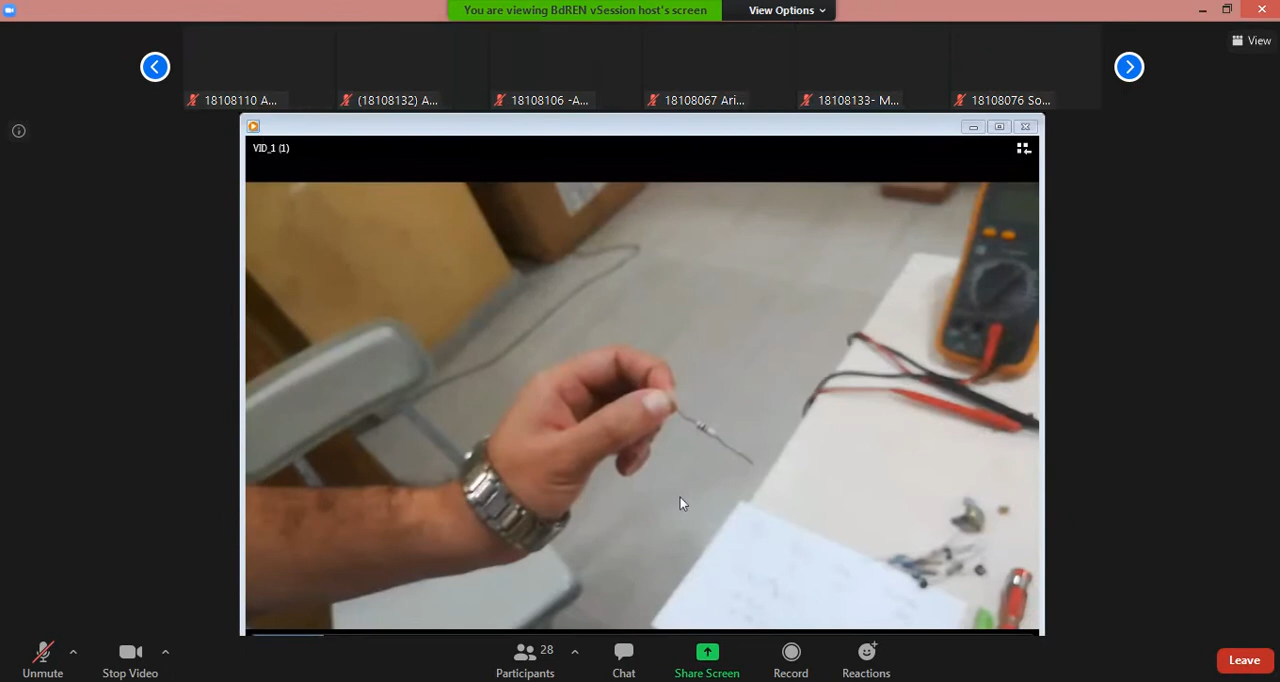 You are viewing BdREN vSession host's screen
View Options
View
18108110 A...
(18108132) A...
18108106 -A...
18108067 Ari...
18108133- M...
18108076 So...
VID_1 (1)
Unmute
Stop Video
28
Participants
Chat
Share Screen
Record
Reactions
Leave